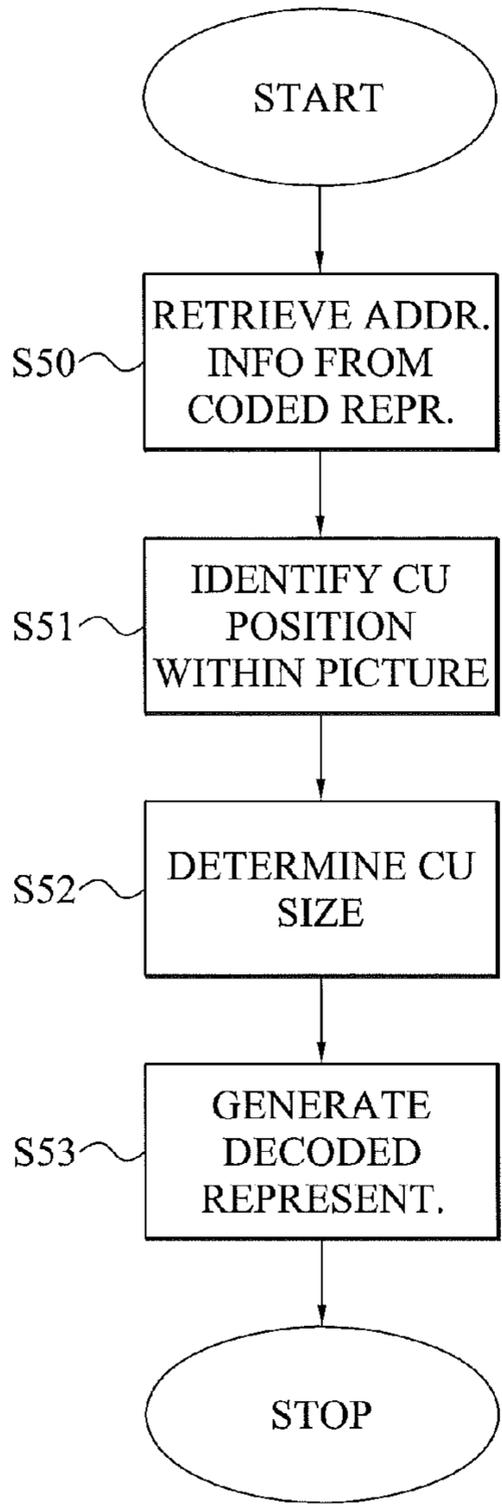 START
RETRIEVE ADDR.
INFO FROM
CODED REPR.
S50
IDENTIFY CU
POSITION
WITHIN PICTURE
S51
DETERMINE CU
SIZE
S52
GENERATE
DECODED
REPRESENT.
S53
STOP